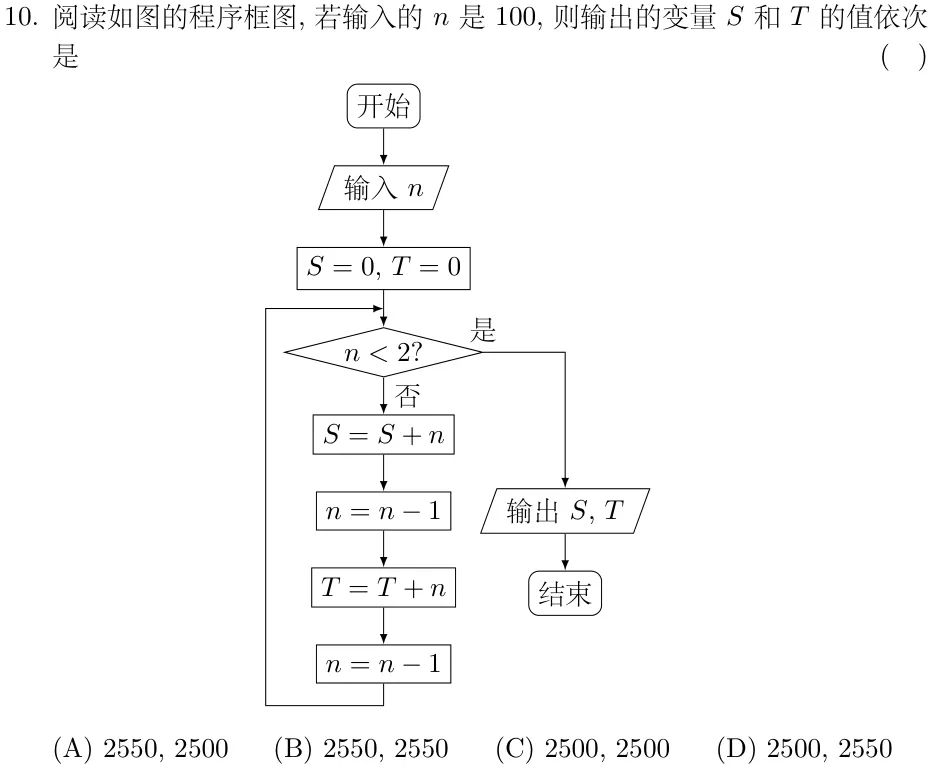 10. 阅读如图的程序框图, 若输入的 n 是 100, 则输出的变量 S 和 T 的值依次
是 ( )
开始
输入 n
S = 0, T = 0
n < 2?
是
否
S = S + n
n = n − 1
输出 S, T
T = T + n
结束
n = n − 1
(A) 2550, 2500 (B) 2550, 2550 (C) 2500, 2500 (D) 2500, 2550